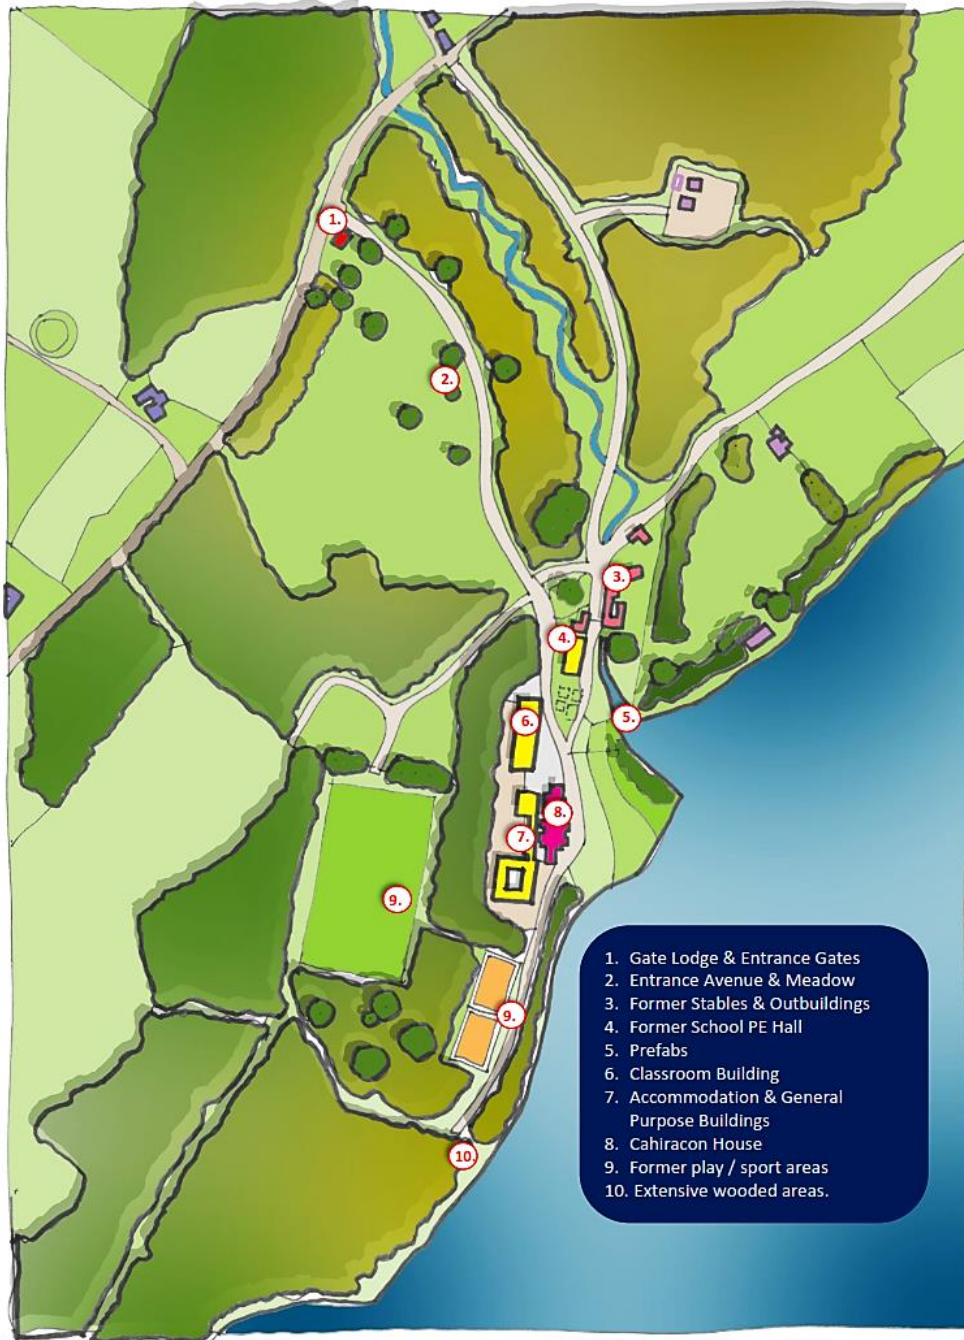 1.
2.
3.
4.
5.
6.
7.
8.
9.
9.
10.
1. Gate Lodge & Entrance Gates
2. Entrance Avenue & Meadow
3. Former Stables & Outbuildings
4. Former School PE Hall
5. Prefabs
6. Classroom Building
7. Accommodation & General
Purpose Buildings
8. Cahiracon House
9. Former play / sport areas
10. Extensive wooded areas.